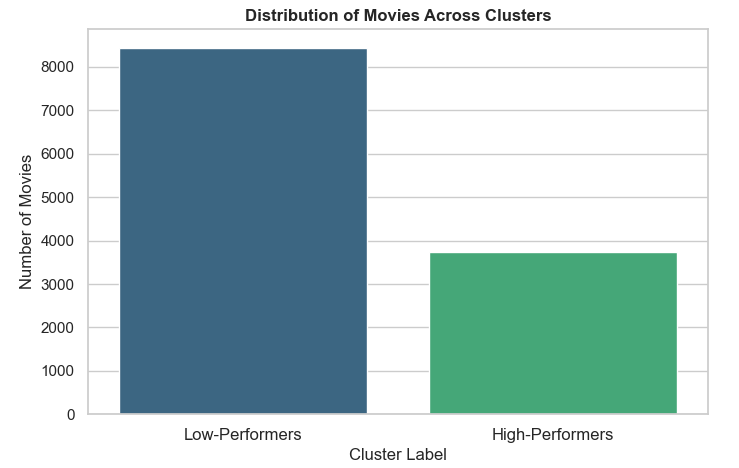 Distribution of Movies Across Clusters
Number of Movies
8000
7000
6000
5000
4000
3000
2000
1000
0
Low-Performers
High-Performers
Cluster Label